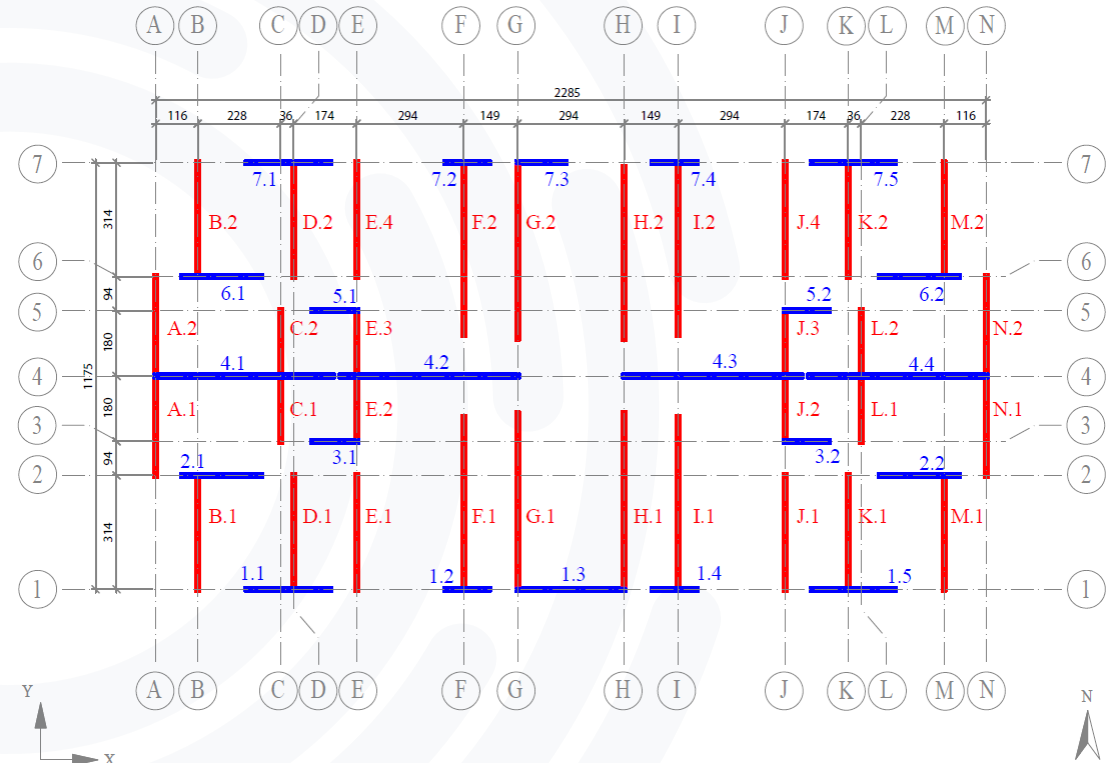 A B C D E F G H I J K L M N
2285
116 228 36 174 294 149 294 149 294 174 36 228 116
7 7
7.1 7.2 7.3 7.4 7.5
314
B.2 D.2 E.4 F.2 G.2 H.2 I.2 J.4 K.2 M.2
6 6
6.1 5.1 5.2 6.2
94
5 5
A.2 C.2 E.3 J.3 L.2 N.2
180
4.1 4.2 4.3 4.4
4 4
1175
180
A.1 C.1 E.2 J.2 L.1 N.1
3 3
2.1 3.1 3.2 2.2
94
2 2
B.1 D.1 E.1 F.1 G.1 H.1 I.1 J.1 K.1 M.1
314
1.1 1.2 1.3 1.4 1.5
1 1
A B C D E F G H I J K L M N
Y
X
N